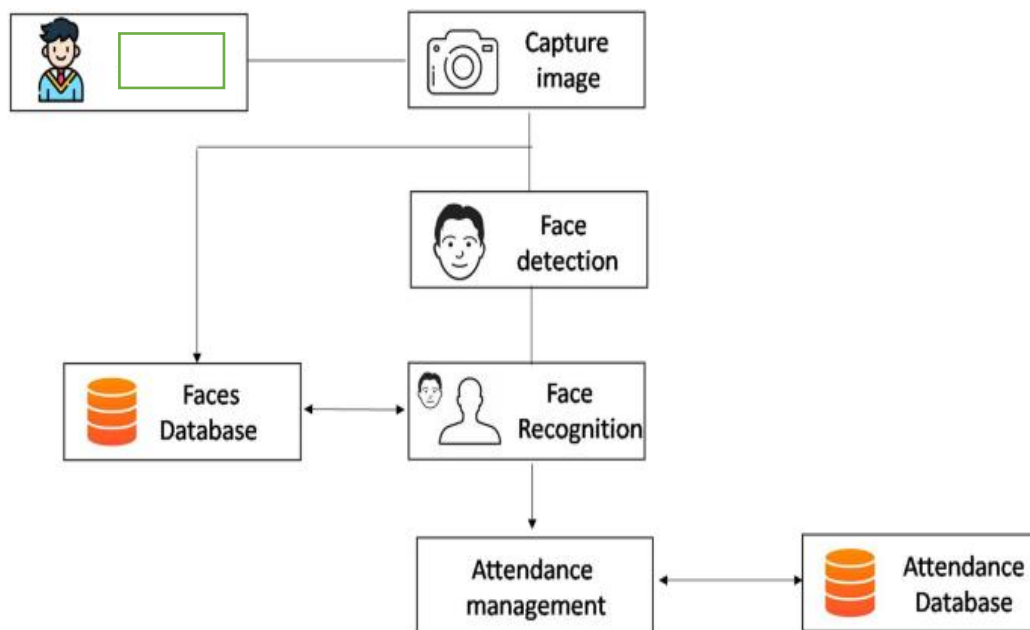 Capture
image
Face
detection
Faces
Database
Face
Recognition
Attendance
management
Attendance
Database